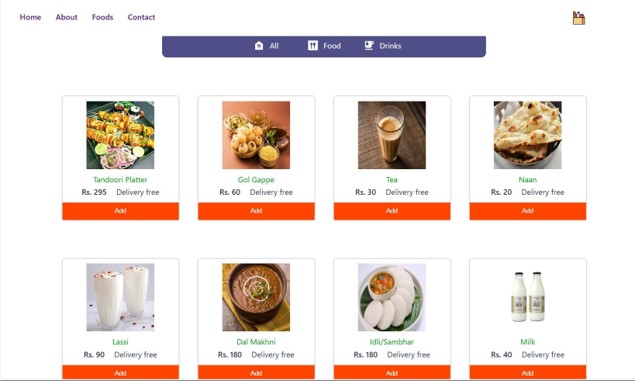 Home About Foods Contact
All Food Drinks
Tandoori Platter Gol Gappe Tea Naan
Rs. 295 Delivery free Rs. 60 Delivery free Rs. 30 Delivery free Rs. 20 Delivery free
Add Add Add Add
Lassi Dal Makhni Idli/Sambhar Milk
Rs. 90 Delivery free Rs. 180 Delivery free Rs. 180 Delivery free Rs. 40 Delivery free
Add Add Add Add